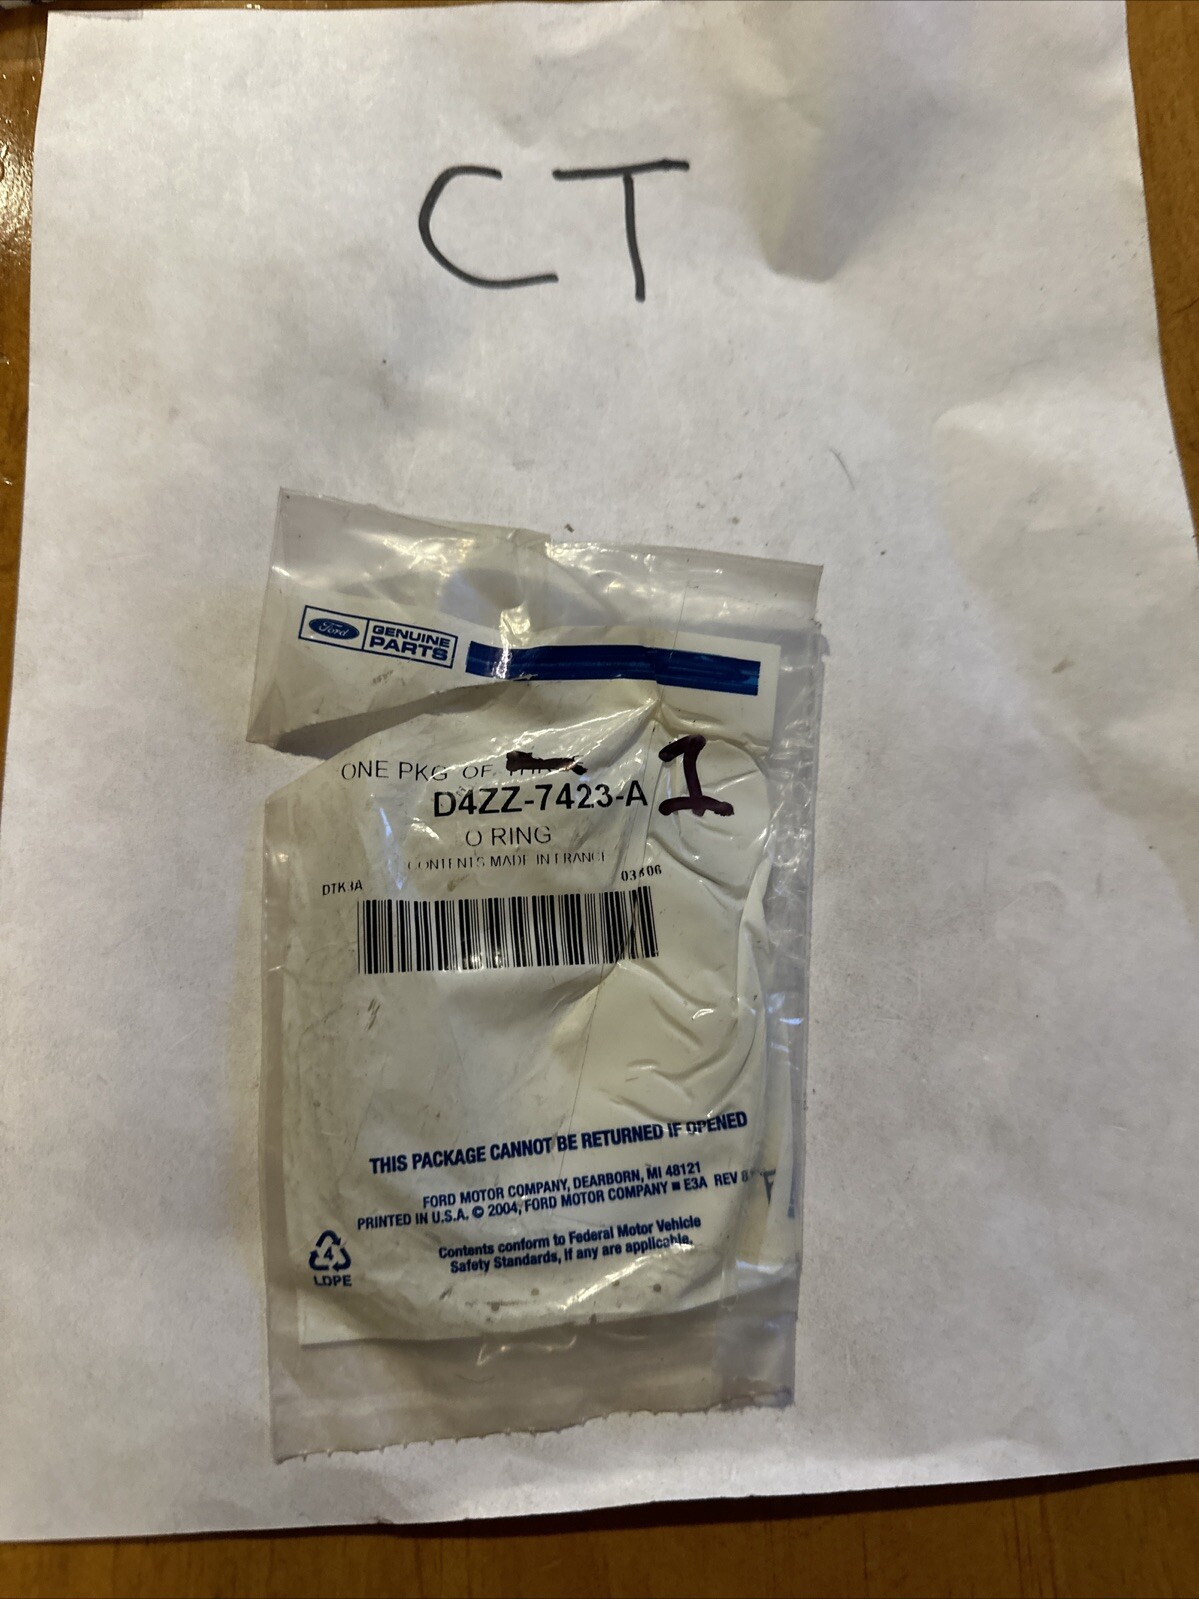 CT
Ford GENUINE PARTS
ONE PKG OF 1
D4ZZ-7423-A
O RING
CONTENTS MADE IN FRANCE
THIS PACKAGE CANNOT BE RETURNED IF OPENED
FORD MOTOR COMPANY, DEARBORN, MI 48121
PRINTED IN U.S.A. © 2004, FORD MOTOR COMPANY ■ E3A REV 8
Contents conform to Federal Motor Vehicle
Safety Standards, if any are applicable.
4
LDPE